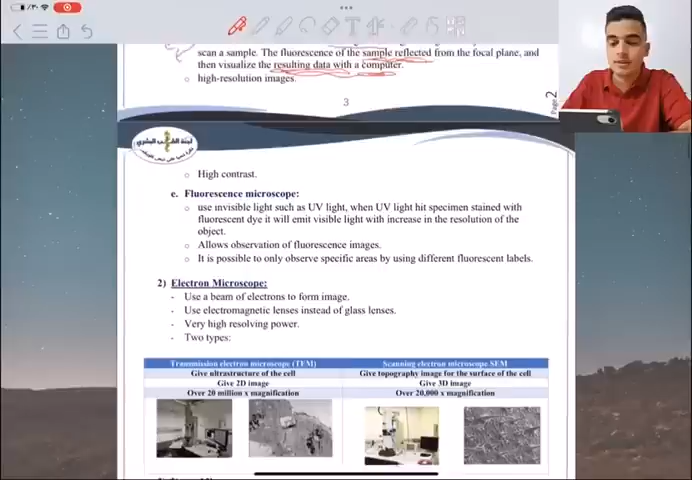 scan a sample. The fluorescence of the sample reflected from the focal plane, and
then visualize the resulting data with a computer.
○ high-resolution images.
3
Page 2
○ High contrast.
e. Fluorescence microscope:
○ use invisible light such as UV light, when UV light hit specimen stained with
fluorescent dye it will emit visible light with increase in the resolution of the
object.
○ Allows observation of fluorescence images.
○ It is possible to only observe specific areas by using different fluorescent labels.
2) Electron Microscope:
- Use a beam of electrons to form image.
- Use electromagnetic lenses instead of glass lenses.
- Very high resolving power.
- Two types:
Transmission electron microscope (TEM) Scanning electron microscope SEM
Give ultrastructure of the cell Give topography image for the surface of the cell
Give 2D image Give 3D image
Over 20 million x magnification Over 20,000 x magnification